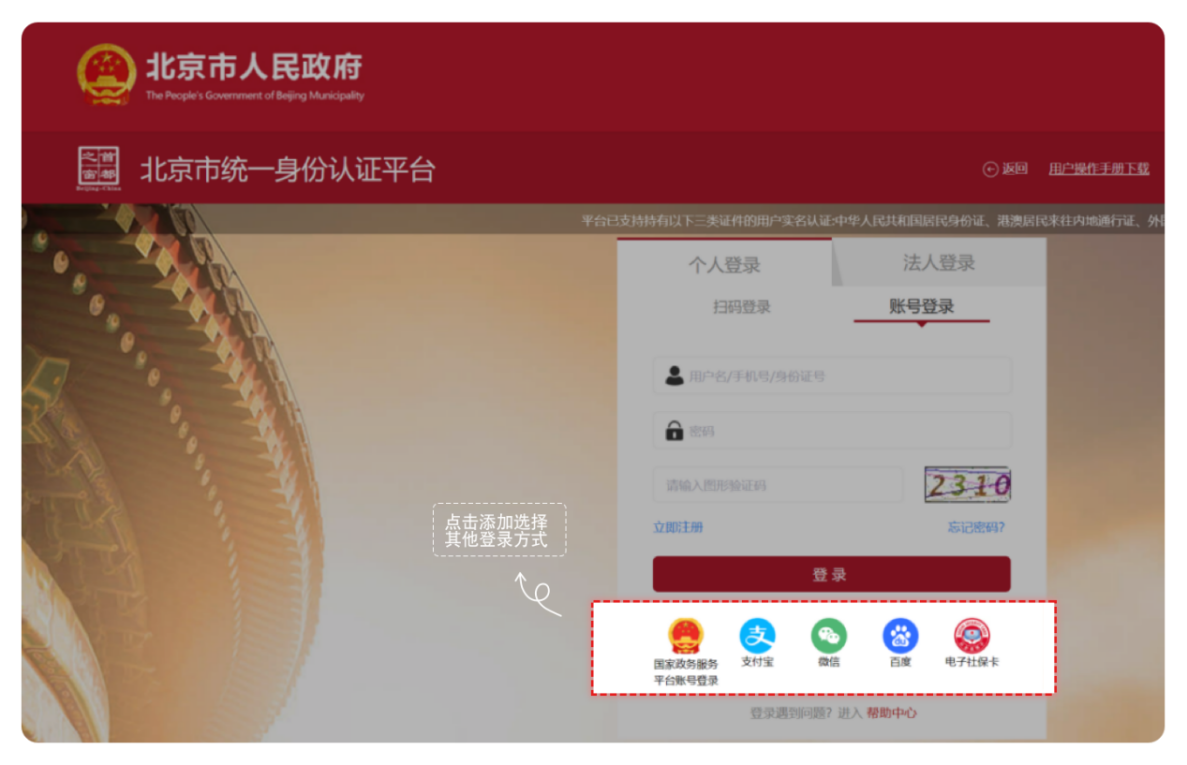 北京市人民政府
The People's Government of Beijing Municipality
首都之窗
Beijing-China
北京市统一身份认证平台
返回 用户操作手册下载
平台已支持持有以下三类证件的用户实名认证:中华人民共和国居民身份证、港澳居民来往内地通行证、外
个人登录 法人登录
扫码登录 账号登录
用户名/手机号/身份证号
密码
请输入图形验证码 2310
立即注册 忘记密码?
登录
点击添加选择
其他登录方式
国家政务服务
平台账号登录
支付宝
微信
百度
电子社保卡
登录遇到问题? 进入 帮助中心